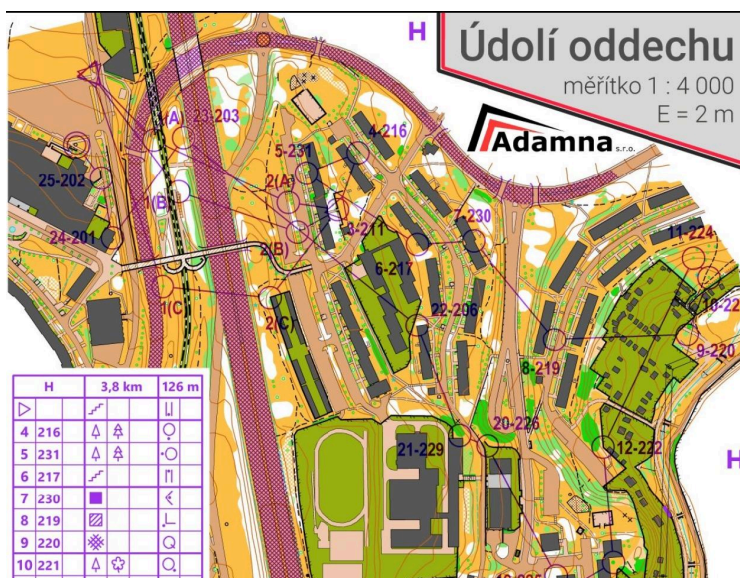 H
Údolí oddechu
měřítko 1 : 4 000
E = 2 m
Adamna s.r.o.
23-203
4-216
5-231
2(A)
25-202
1(B)
3-211
7-230
24-201
2(B)
6-217
11-224
1(C)
2(C)
22-206
9-220
8-219
20-226
21-229
12-222
H
H 3,8 km 126 m
4 216
5 231
6 217
7 230
8 219
9 220
10 221